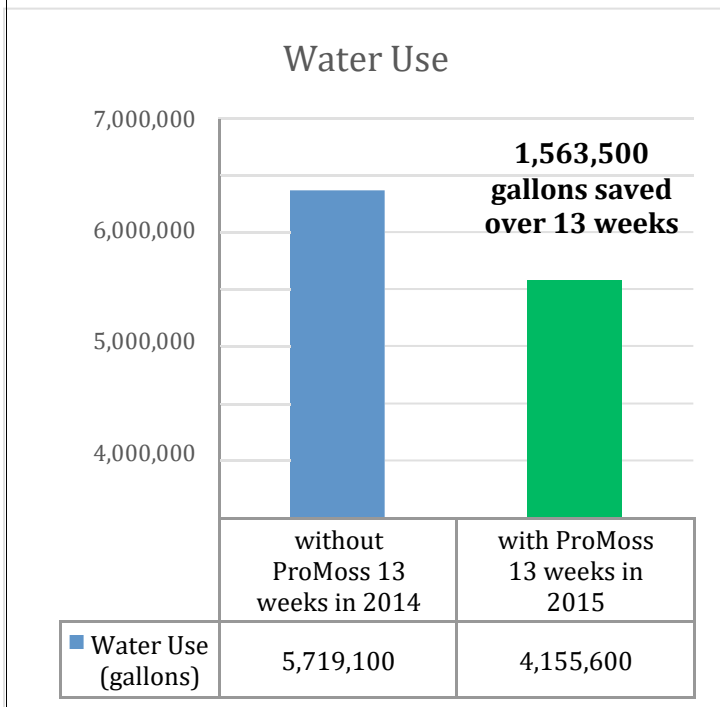 Water Use
7,000,000
1,563,500
gallons saved
over 13 weeks
6,000,000
5,000,000
4,000,000
without
ProMoss 13
weeks in 2014
with ProMoss
13 weeks in
2015
Water Use
(gallons)
5,719,100
4,155,600